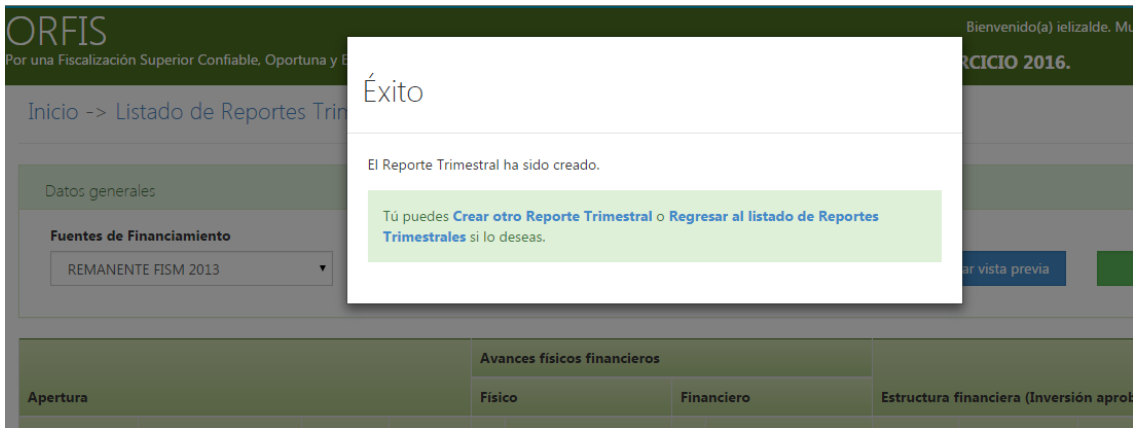 ORFIS
Bienvenido(a) ielizalde. Mu
Por una Fiscalización Superior Confiable, Oportuna y E
RCICIO 2016.
Éxito
Inicio -> Listado de Reportes Trim
El Reporte Trimestral ha sido creado.
Datos generales
Tú puedes Crear otro Reporte Trimestral o Regresar al listado de Reportes
Trimestrales si lo deseas.
Fuentes de Financiamiento
REMANENTE FISM 2013
ar vista previa
Avances físicos financieros
Apertura
Físico
Financiero
Estructura financiera (Inversión aprob